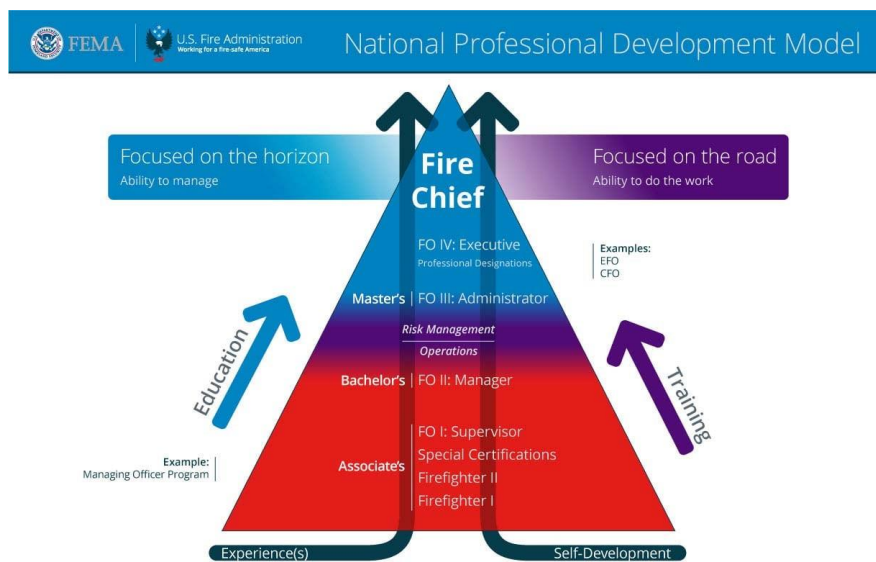 FEMA
U.S. Fire Administration
Working for a fire-safe America
National Professional Development Model
Focused on the horizon
Ability to manage
Focused on the road
Ability to do the work
Fire
Chief
FO IV: Executive
Professional Designations
Examples:
EFO
CFO
Master's | FO III: Administrator
Risk Management
Operations
Bachelor's | FO II: Manager
Education
Training
FO I: Supervisor
Special Certifications
Associate's
Firefighter II
Firefighter I
Example:
Managing Officer Program
Experience(s)
Self-Development